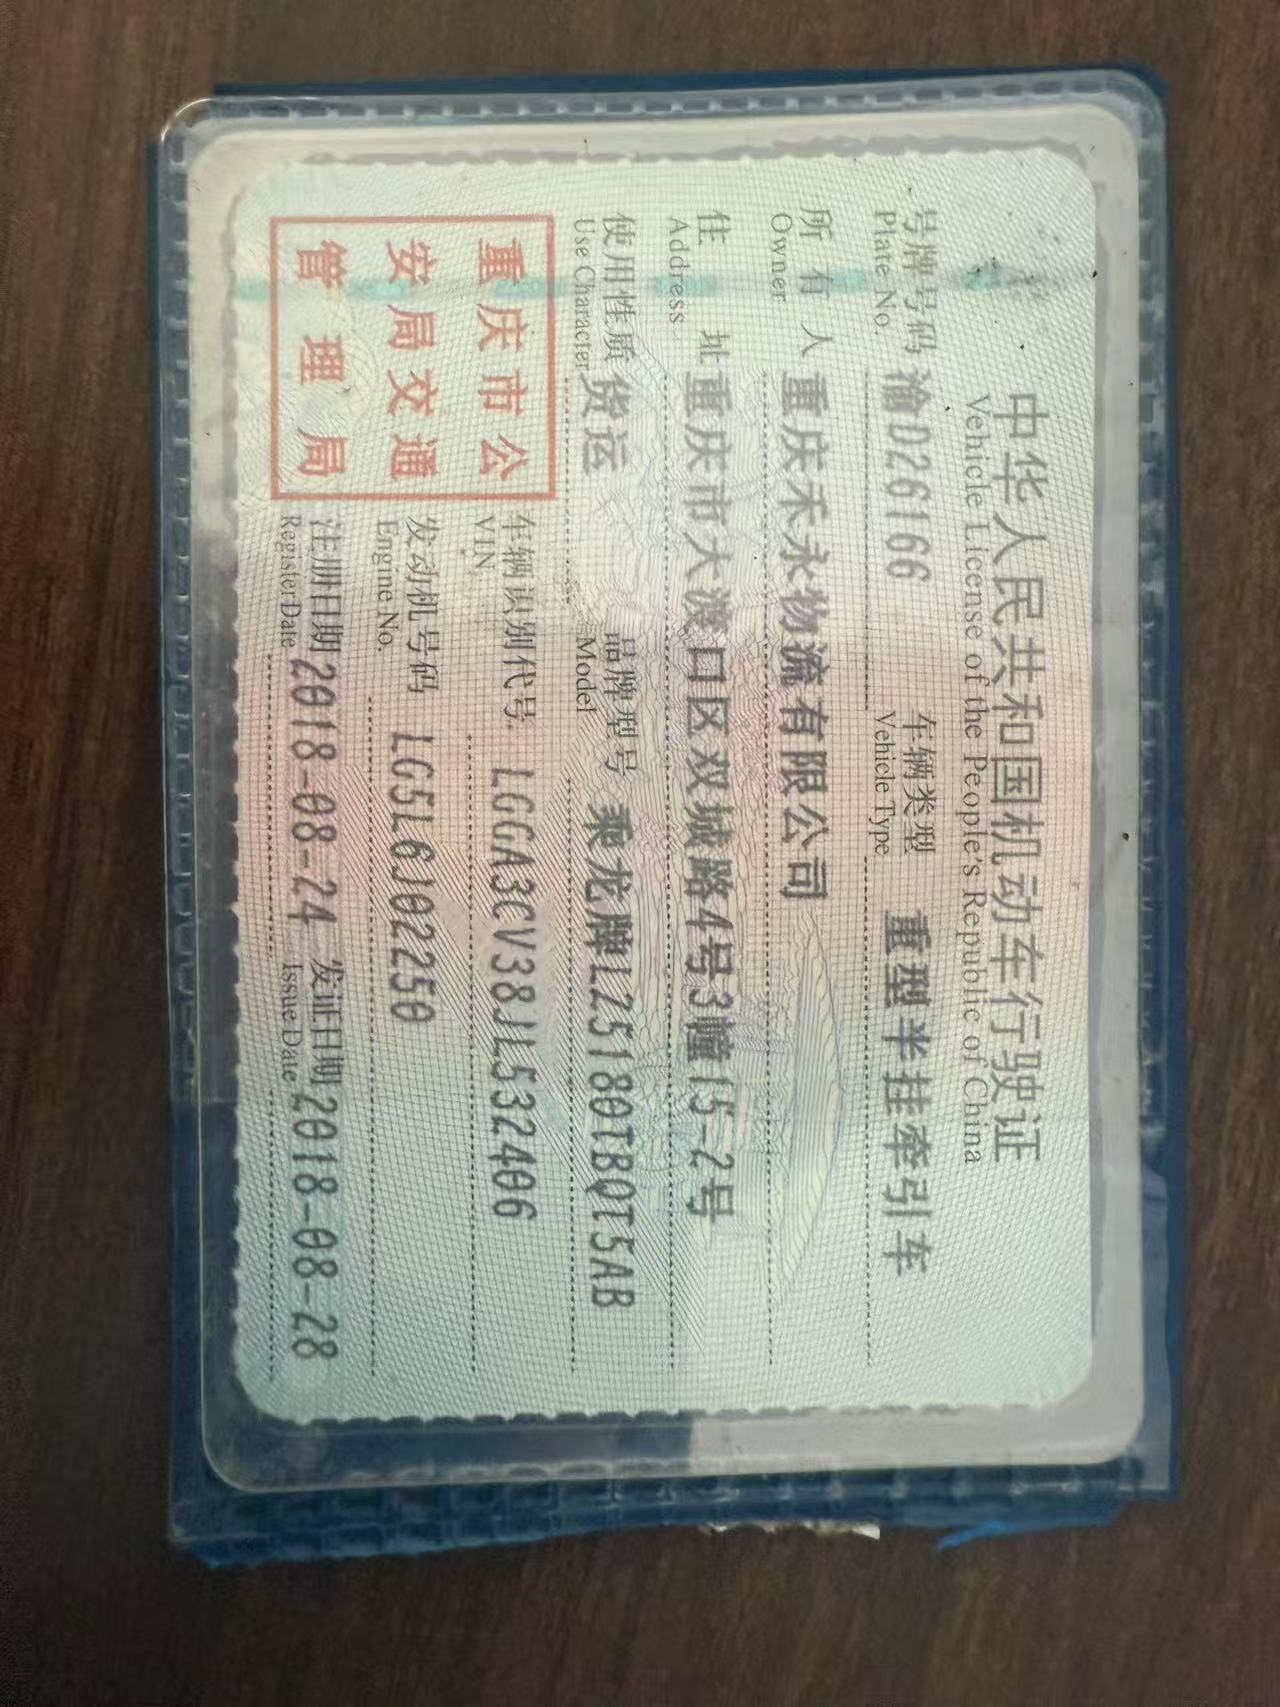 中华人民共和国机动车行驶证
Vehicle License of the People's Republic of China
号牌号码 渝D26166 车辆类型 重型半挂牵引车
Plate No. Vehicle Type
所有人 重庆禾永物流有限公司
Owner
住址 重庆市大渡口区双城路4号3幢15-2号
Address
使用性质 货运 品牌型号 乘龙牌LZ5180TBQT5AB
Use Character Model
重庆市公
安局交通
管理局
车辆识别代号 LGGA3CV38JL532406
VIN
发动机号码 LG5L6J02250
Engine No.
注册日期 2018-08-24 发证日期 2018-08-28
Register Date Issue Date